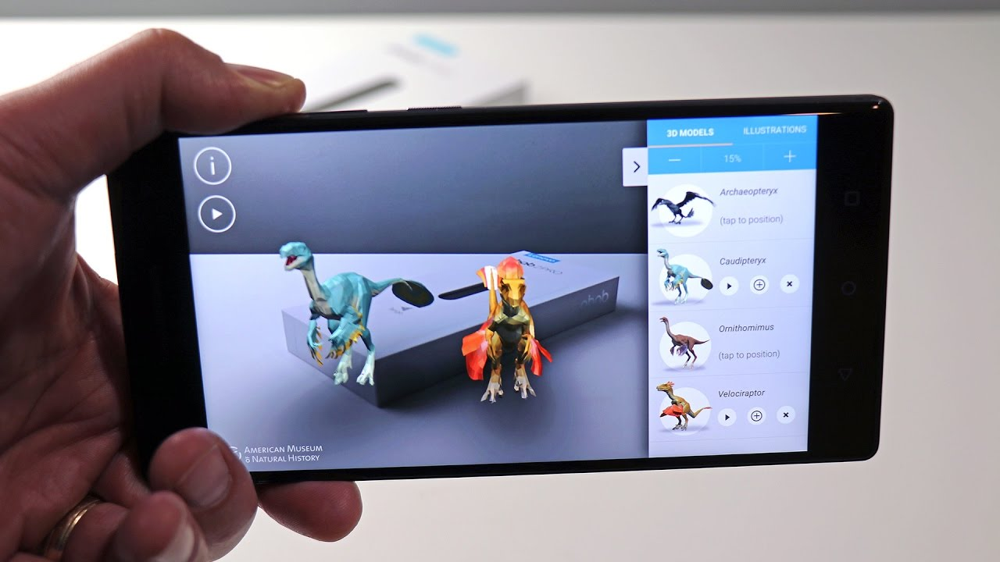 3D MODELS
ILLUSTRATIONS
15%
Archaeopteryx
(tap to position)
Caudipteryx
Ornithomimus
(tap to position)
Velociraptor
AMERICAN MUSEUM
NATURAL HISTORY